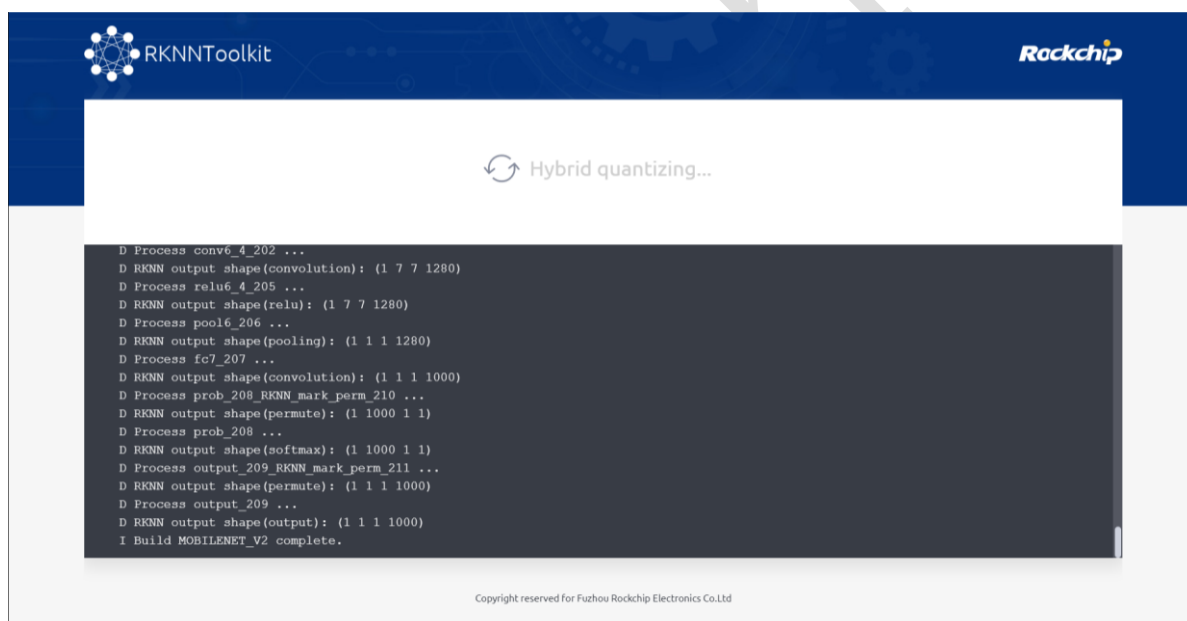 RKNNToolkit
Rockchip
Hybrid quantizing...
D Process conv6_4_202 ...
D RKNN output shape(convolution): (1 7 7 1280)
D Process relu6_4_205 ...
D RKNN output shape(relu): (1 7 7 1280)
D Process pool6_206 ...
D RKNN output shape(pooling): (1 1 1 1280)
D Process fc7_207 ...
D RKNN output shape(convolution): (1 1 1 1000)
D Process prob_208_RKNN_mark_perm_210 ...
D RKNN output shape(permute): (1 1000 1 1)
D Process prob_208 ...
D RKNN output shape(softmax): (1 1000 1 1)
D Process output_209_RKNN_mark_perm_211 ...
D RKNN output shape(permute): (1 1 1 1000)
D Process output_209 ...
D RKNN output shape(output): (1 1 1 1000)
I Build MOBILENET_V2 complete.
Copyright reserved for Fuzhou Rockchip Electronics Co.Ltd